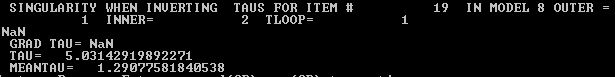 SINGULARITY WHEN INVERTING TAUS FOR ITEM # 19 IN MODEL 8 OUTER =
1 INNER= 2 TLOOP= 1
NaN
GRAD TAU= NaN
TAU= 5.03142919892271
MEANTAU= 1.29077581840538